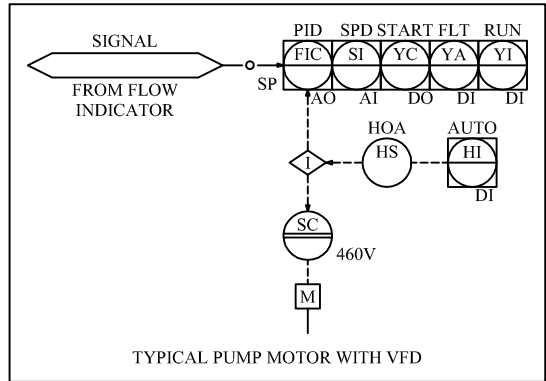 PID SPD START FLT RUN
SIGNAL
FIC SI YC YA YI
FROM FLOW
INDICATOR
SP
AO AI DO DI DI
HOA AUTO
I HS HI
DI
SC
460V
M
TYPICAL PUMP MOTOR WITH VFD